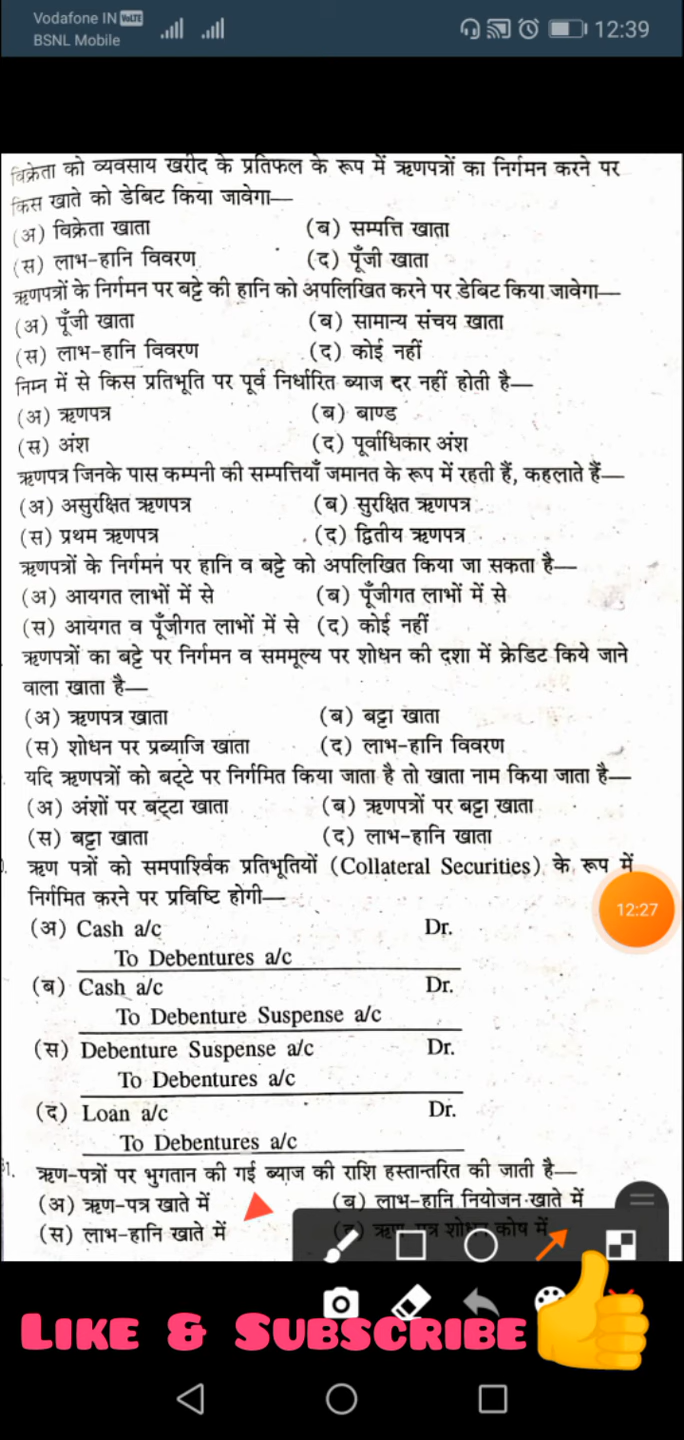 Vodafone IN VoLTE
BSNL Mobile
12:39
विक्रेता को व्यवसाय खरीद के प्रतिफल के रूप में ऋणपत्रों का निर्गमन करने पर
किस खाते को डेबिट किया जावेगा—
(अ) विक्रेता खाता (ब) सम्पत्ति खाता
(स) लाभ-हानि विवरण (द) पूँजी खाता
ऋणपत्रों के निर्गमन पर बट्टे की हानि को अपलिखित करने पर डेबिट किया जावेगा—
(अ) पूँजी खाता (ब) सामान्य संचय खाता
(स) लाभ-हानि विवरण (द) कोई नहीं
निम्न में से किस प्रतिभूति पर पूर्व निर्धारित ब्याज दर नहीं होती है—
(अ) ऋणपत्र (ब) बाण्ड
(स) अंश (द) पूर्वाधिकार अंश
ऋणपत्र जिनके पास कम्पनी की सम्पत्तियाँ जमानत के रूप में रहती हैं, कहलाते हैं—
(अ) असुरक्षित ऋणपत्र (ब) सुरक्षित ऋणपत्र
(स) प्रथम ऋणपत्र (द) द्वितीय ऋणपत्र
ऋणपत्रों के निर्गमन पर हानि व बट्टे को अपलिखित किया जा सकता है—
(अ) आयगत लाभों में से (ब) पूँजीगत लाभों में से
(स) आयगत व पूँजीगत लाभों में से (द) कोई नहीं
ऋणपत्रों का बट्टे पर निर्गमन व सममूल्य पर शोधन की दशा में क्रेडिट किये जाने
वाला खाता है—
(अ) ऋणपत्र खाता (ब) बट्टा खाता
(स) शोधन पर प्रब्याजि खाता (द) लाभ-हानि विवरण
यदि ऋणपत्रों को बट्टे पर निर्गमित किया जाता है तो खाता नाम किया जाता है—
(अ) अंशों पर बट्टा खाता (ब) ऋणपत्रों पर बट्टा खाता
(स) बट्टा खाता (द) लाभ-हानि खाता
ऋण पत्रों को समपार्श्विक प्रतिभूतियों (Collateral Securities) के रूप में
निर्गमित करने पर प्रविष्टि होगी—
12:27
(अ) Cash a/c Dr.
To Debentures a/c
(ब) Cash a/c Dr.
To Debenture Suspense a/c
(स) Debenture Suspense a/c Dr.
To Debentures a/c
(द) Loan a/c Dr.
To Debentures a/c
31. ऋण-पत्रों पर भुगतान की गई ब्याज की राशि हस्तान्तरित की जाती है—
(अ) ऋण-पत्र खाते में (ब) लाभ-हानि नियोजन खाते में
(स) लाभ-हानि खाते में (द) ऋण पत्र शोधन कोष में
LIKE & SUBSCRIBE